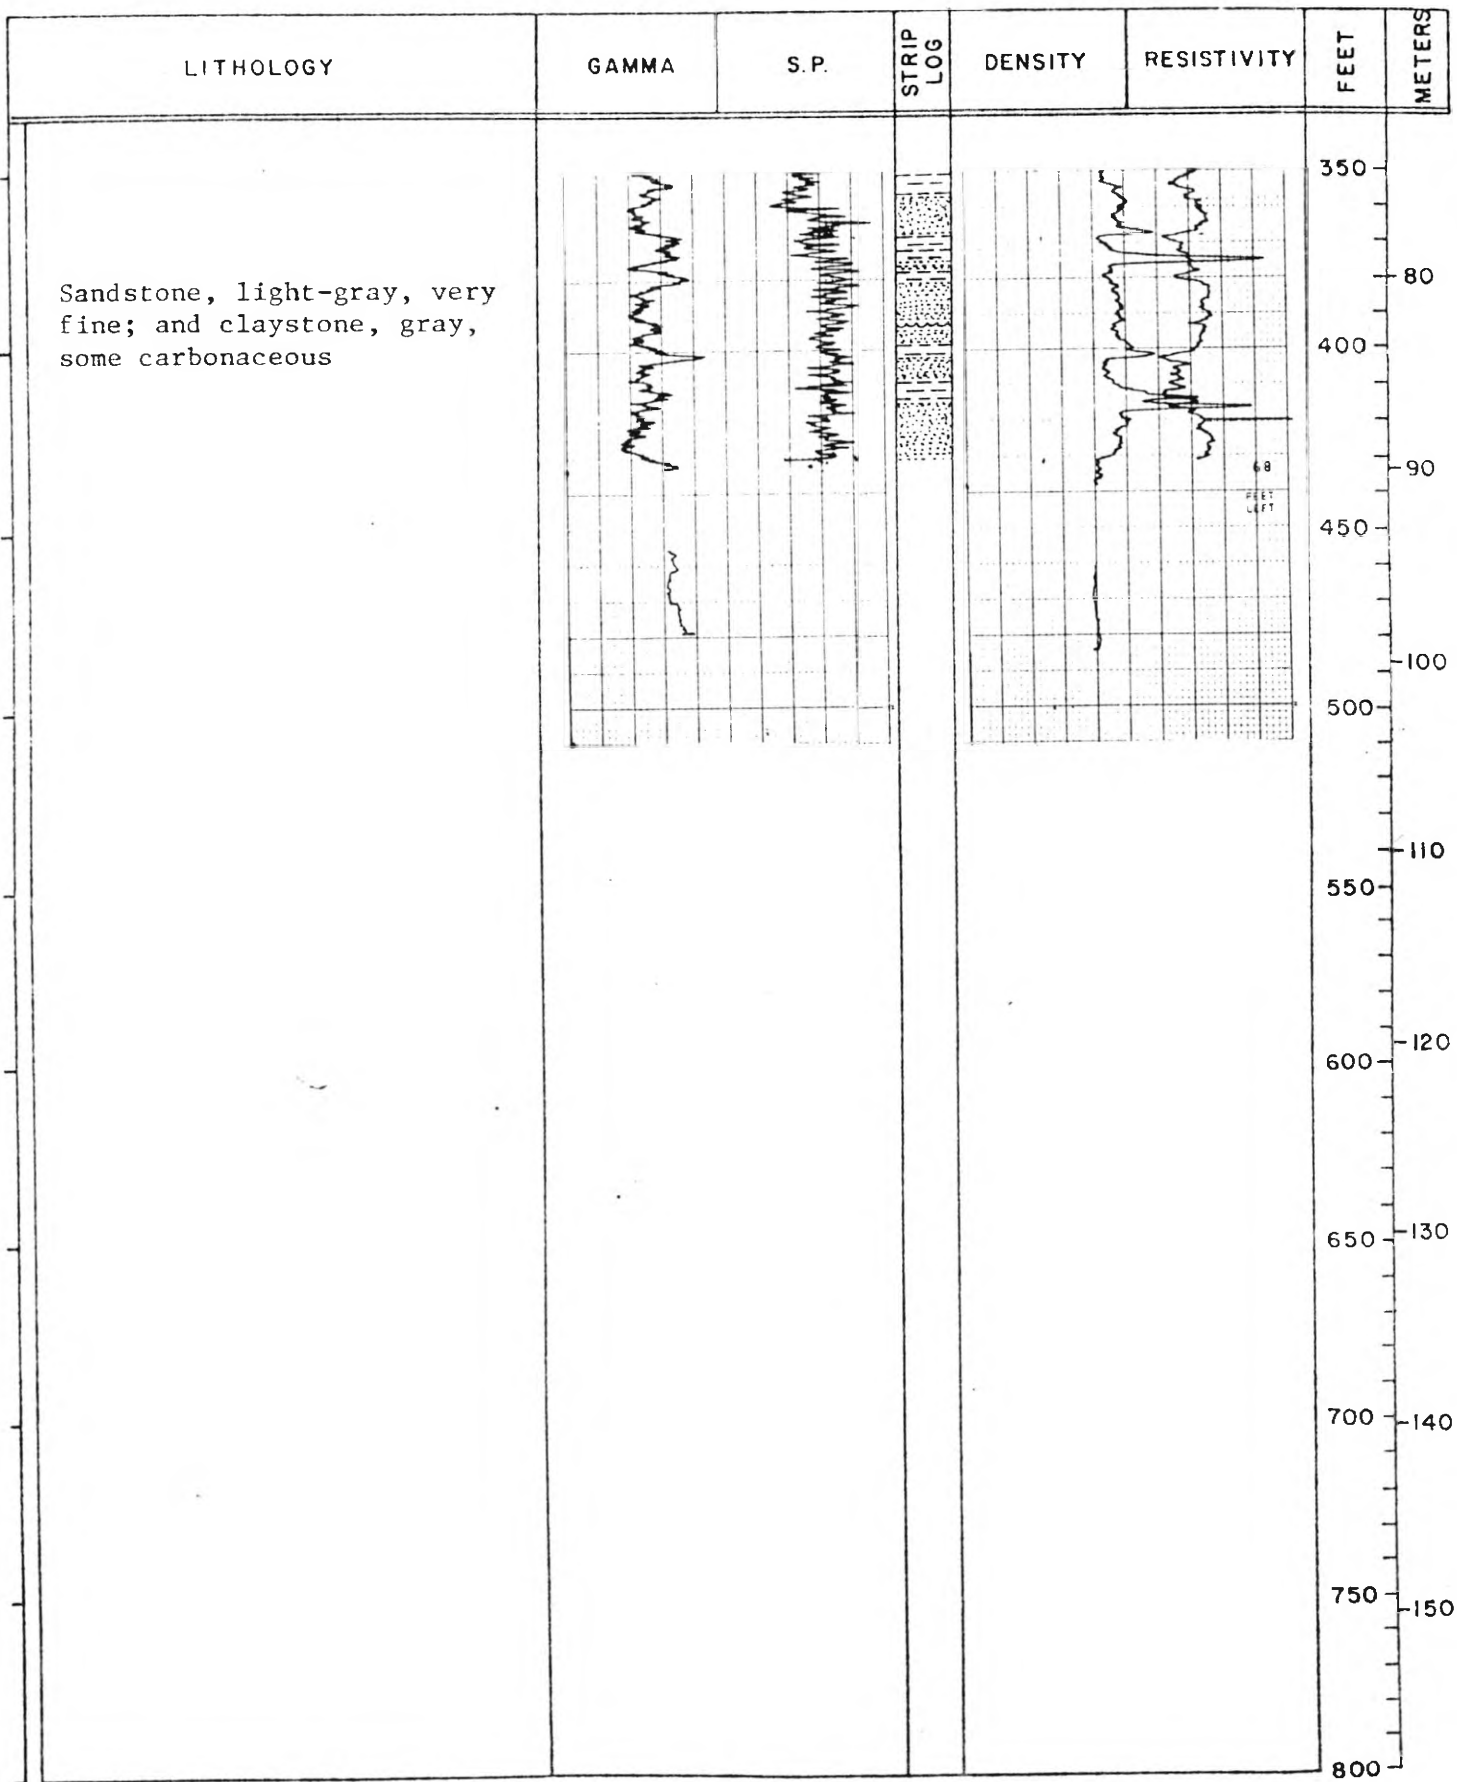 LITHOLOGY
GAMMA
S.P.
STRIP LOG
DENSITY
RESISTIVITY
FEET
METERS
Sandstone, light-gray, very
fine; and claystone, gray,
some carbonaceous
68
FEET
LEFT
350
400
450
500
550
600
650
700
750
800
80
90
100
110
120
130
140
150